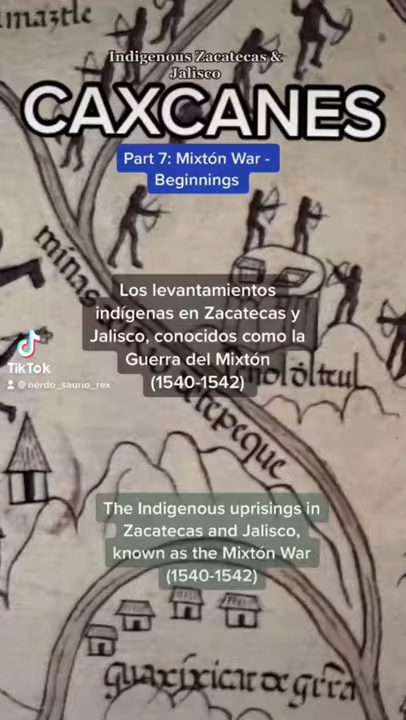 Indigenous Zacatecas &
Jalisco
CAXCANES
Part 7: Mixtón War -
Beginnings
Los levantamientos
indígenas en Zacatecas y
Jalisco, conocidos como la
Guerra del Mixtón
(1540-1542)
TikTok
@nerdo_saurio_rex
minas
tepeque
The Indigenous uprisings in
Zacatecas and Jalisco,
known as the Mixtón War
(1540-1542)